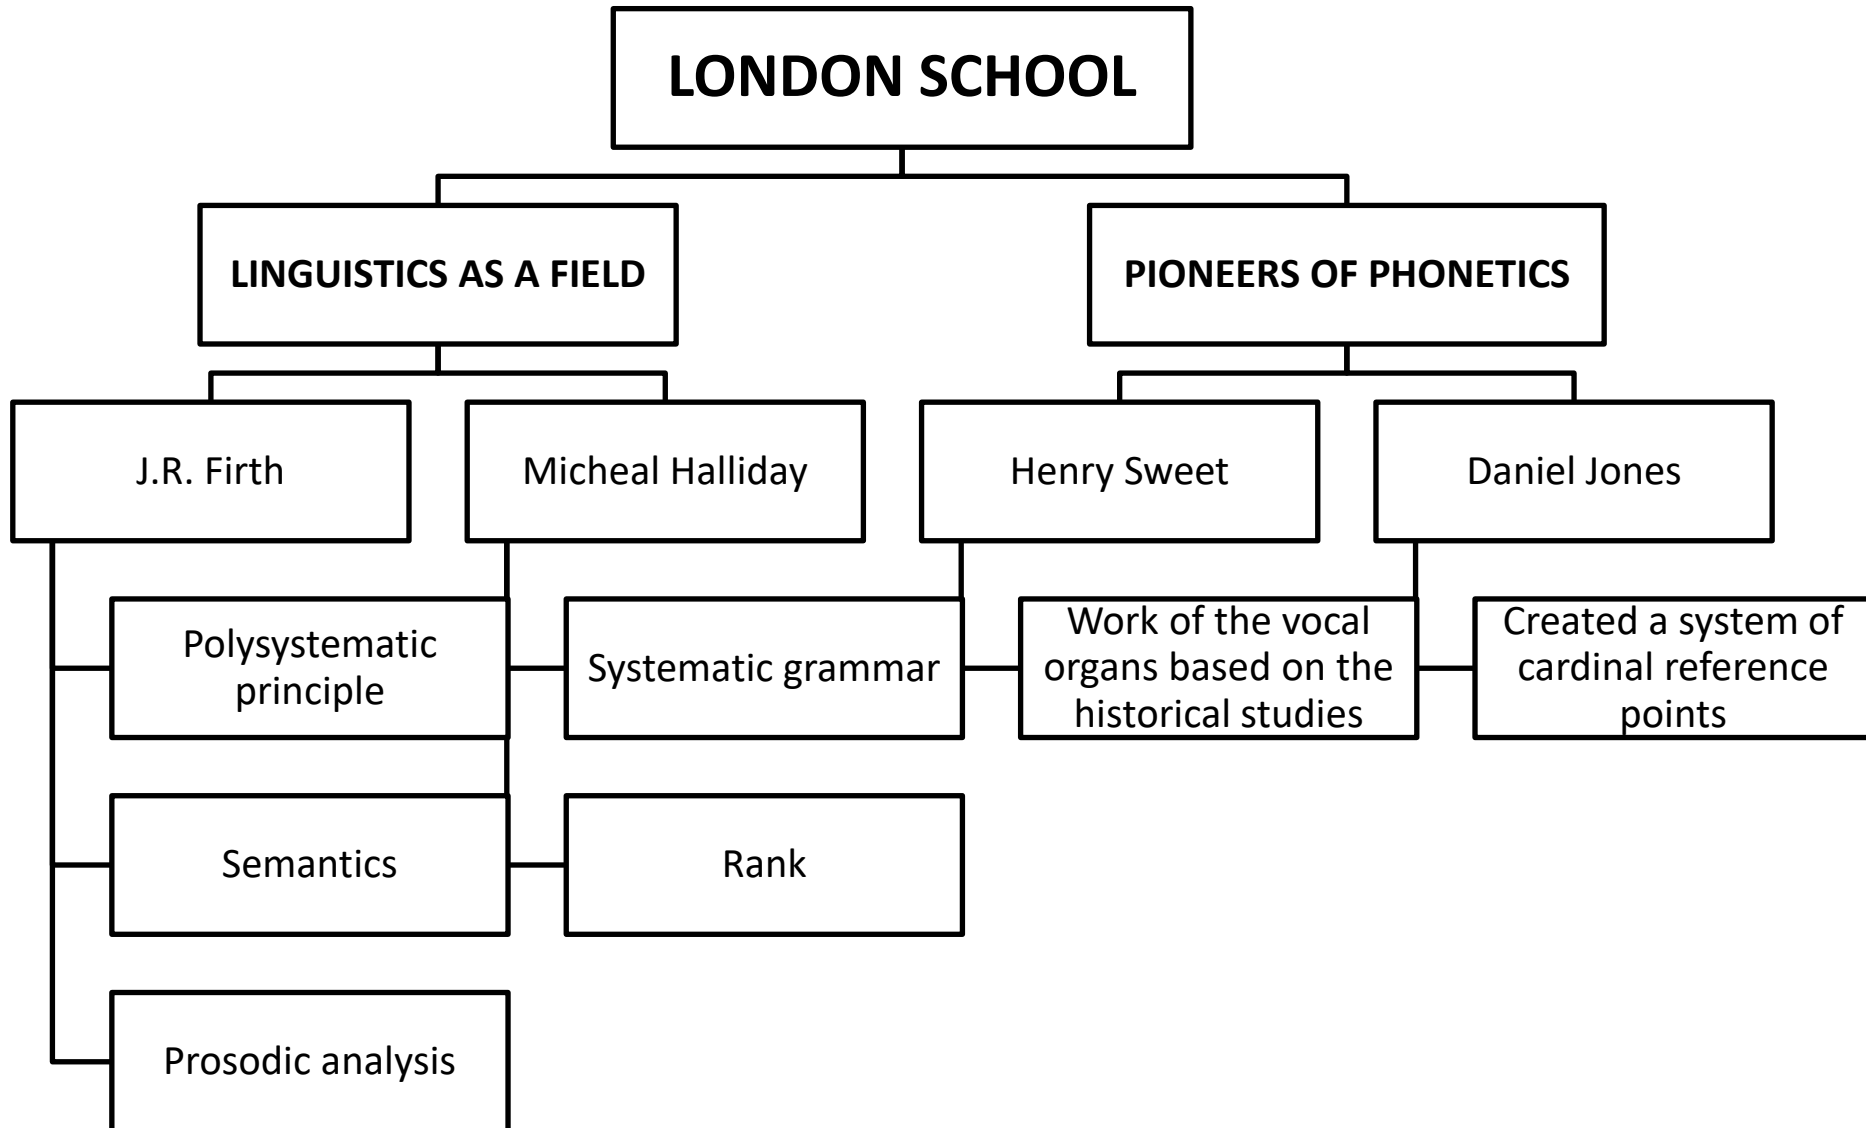 LONDON SCHOOL
LINGUISTICS AS A FIELD
PIONEERS OF PHONETICS
J.R. Firth
Micheal Halliday
Henry Sweet
Daniel Jones
Polysystematic
principle
Systematic grammar
Work of the vocal
organs based on the
historical studies
Created a system of
cardinal reference
points
Semantics
Rank
Prosodic analysis